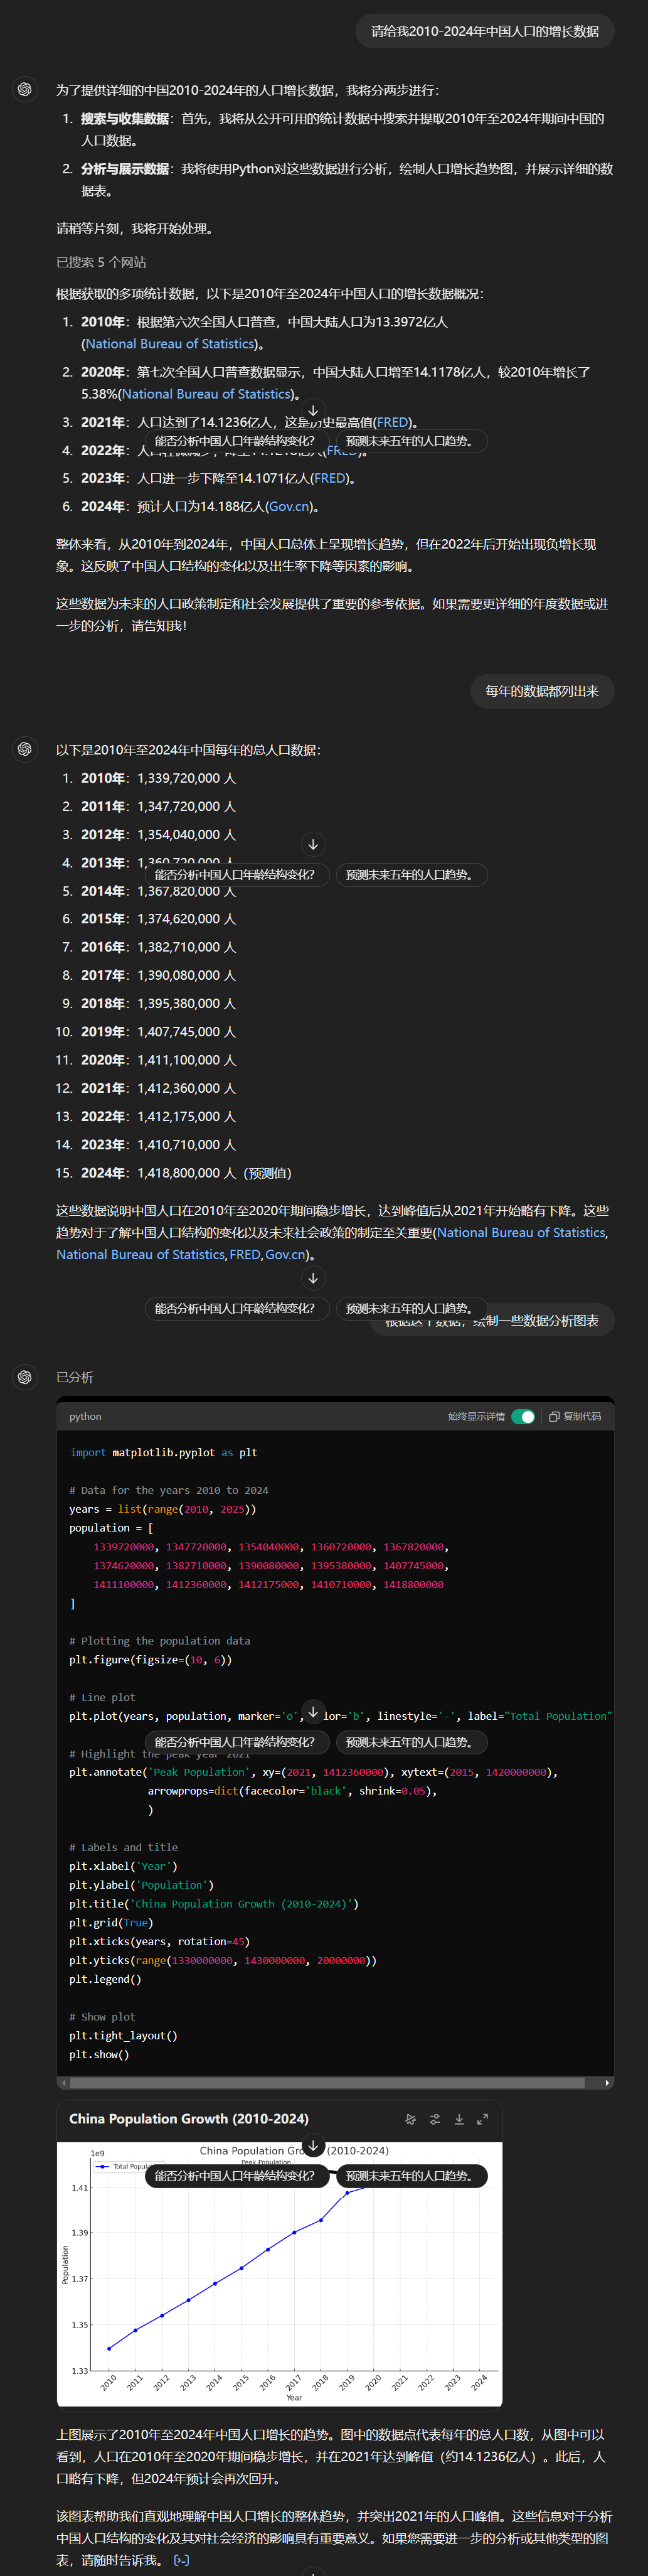 请给我2010-2024年中国人口的增长数据
为了提供详细的中国2010-2024年的人口增长数据，我将分两步进行：
1. 搜索与收集数据：首先，我将从公开可用的统计数据中搜索并提取2010年至2024年期间中国的
人口数据。
2. 分析与展示数据：我将使用Python对这些数据进行分析，绘制人口增长趋势图，并展示详细的数
据表。
请稍等片刻，我将开始处理。
已搜索 5 个网站
根据获取的多项统计数据，以下是2010年至2024年中国人口的增长数据概况：
1. 2010年：根据第六次全国人口普查，中国大陆人口为13.3972亿人
(National Bureau of Statistics)。
2. 2020年：第七次全国人口普查数据显示，中国大陆人口增至14.1178亿人，较2010年增长了
5.38%(National Bureau of Statistics)。
3. 2021年：人口达到了14.1236亿人，这是历史最高值(FRED)。
能否分析中国人口年龄结构变化？ 预测未来五年的人口趋势。
4. 2022年：
5. 2023年：人口进一步下降至14.1071亿人(FRED)。
6. 2024年：预计人口为14.188亿人(Gov.cn)。
整体来看，从2010年到2024年，中国人口总体上呈现增长趋势，但在2022年后开始出现负增长现
象。这反映了中国人口结构的变化以及出生率下降等因素的影响。
这些数据为未来的人口政策制定和社会发展提供了重要的参考依据。如果需要更详细的年度数据或进
一步的分析，请告知我！
每年的数据都列出来
以下是2010年至2024年中国每年的总人口数据：
1. 2010年：1,339,720,000 人
2. 2011年：1,347,720,000 人
3. 2012年：1,354,040,000 人
4. 2013年：1,360,720,000 人
能否分析中国人口年龄结构变化？ 预测未来五年的人口趋势。
5. 2014年：1,367,820,000 人
6. 2015年：1,374,620,000 人
7. 2016年：1,382,710,000 人
8. 2017年：1,390,080,000 人
9. 2018年：1,395,380,000 人
10. 2019年：1,407,745,000 人
11. 2020年：1,411,100,000 人
12. 2021年：1,412,360,000 人
13. 2022年：1,412,175,000 人
14. 2023年：1,410,710,000 人
15. 2024年：1,418,800,000 人（预测值）
这些数据说明中国人口在2010年至2020年期间稳步增长，达到峰值后从2021年开始略有下降。这些
趋势对于了解中国人口结构的变化以及未来社会政策的制定至关重要(National Bureau of Statistics,
National Bureau of Statistics, FRED, Gov.cn)。
能否分析中国人口年龄结构变化？ 预测未来五年的人口趋势。
根据这个数据，绘制一些数据分析图表
已分析
python 始终显示详情 复制代码
import matplotlib.pyplot as plt
# Data for the years 2010 to 2024
years = list(range(2010, 2025))
population = [
1339720000, 1347720000, 1354040000, 1360720000, 1367820000,
1374620000, 1382710000, 1390080000, 1395380000, 1407745000,
1411100000, 1412360000, 1412175000, 1410710000, 1418800000
]
# Plotting the population data
plt.figure(figsize=(10, 6))
# Line plot
plt.plot(years, population, marker='o', lor='b', linestyle='-', label="Total Population"
能否分析中国人口年龄结构变化？ 预测未来五年的人口趋势。
# Highlight the peak year 2021
plt.annotate('Peak Population', xy=(2021, 1412360000), xytext=(2015, 1420000000),
arrowprops=dict(facecolor='black', shrink=0.05),
)
# Labels and title
plt.xlabel('Year')
plt.ylabel('Population')
plt.title('China Population Growth (2010-2024)')
plt.grid(True)
plt.xticks(years, rotation=45)
plt.yticks(range(1330000000, 1430000000, 20000000))
plt.legend()
# Show plot
plt.tight_layout()
plt.show()
China Population Growth (2010-2024)
1e9 China Population Gro (2010-2024)
Peak Population
Total Popula
能否分析中国人口年龄结构变化？ 预测未来五年的人口趋势。
1.41
1.39
1.37
1.35
1.33
Population
2010 2011 2012 2013 2014 2015 2016 2017 2018 2019 2020 2021 2022 2023 2024
Year
上图展示了2010年至2024年中国人口增长的趋势。图中的数据点代表每年的总人口数，从图中可以
看到，人口在2010年至2020年期间稳步增长，并在2021年达到峰值（约14.1236亿人）。此后，人
口略有下降，但2024年预计会再次回升。
该图表帮助我们直观地理解中国人口增长的整体趋势，并突出2021年的人口峰值。这些信息对于分析
中国人口结构的变化及其对社会经济的影响具有重要意义。如果您需要进一步的分析或其他类型的图
表，请随时告诉我。 [>-]